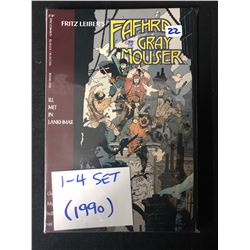 FRITZ LEIBER'S
FAFHRD
GRAY
MOUSER
22
ILL
MET
IN
LANKHMAR
1-4 SET
(1990)